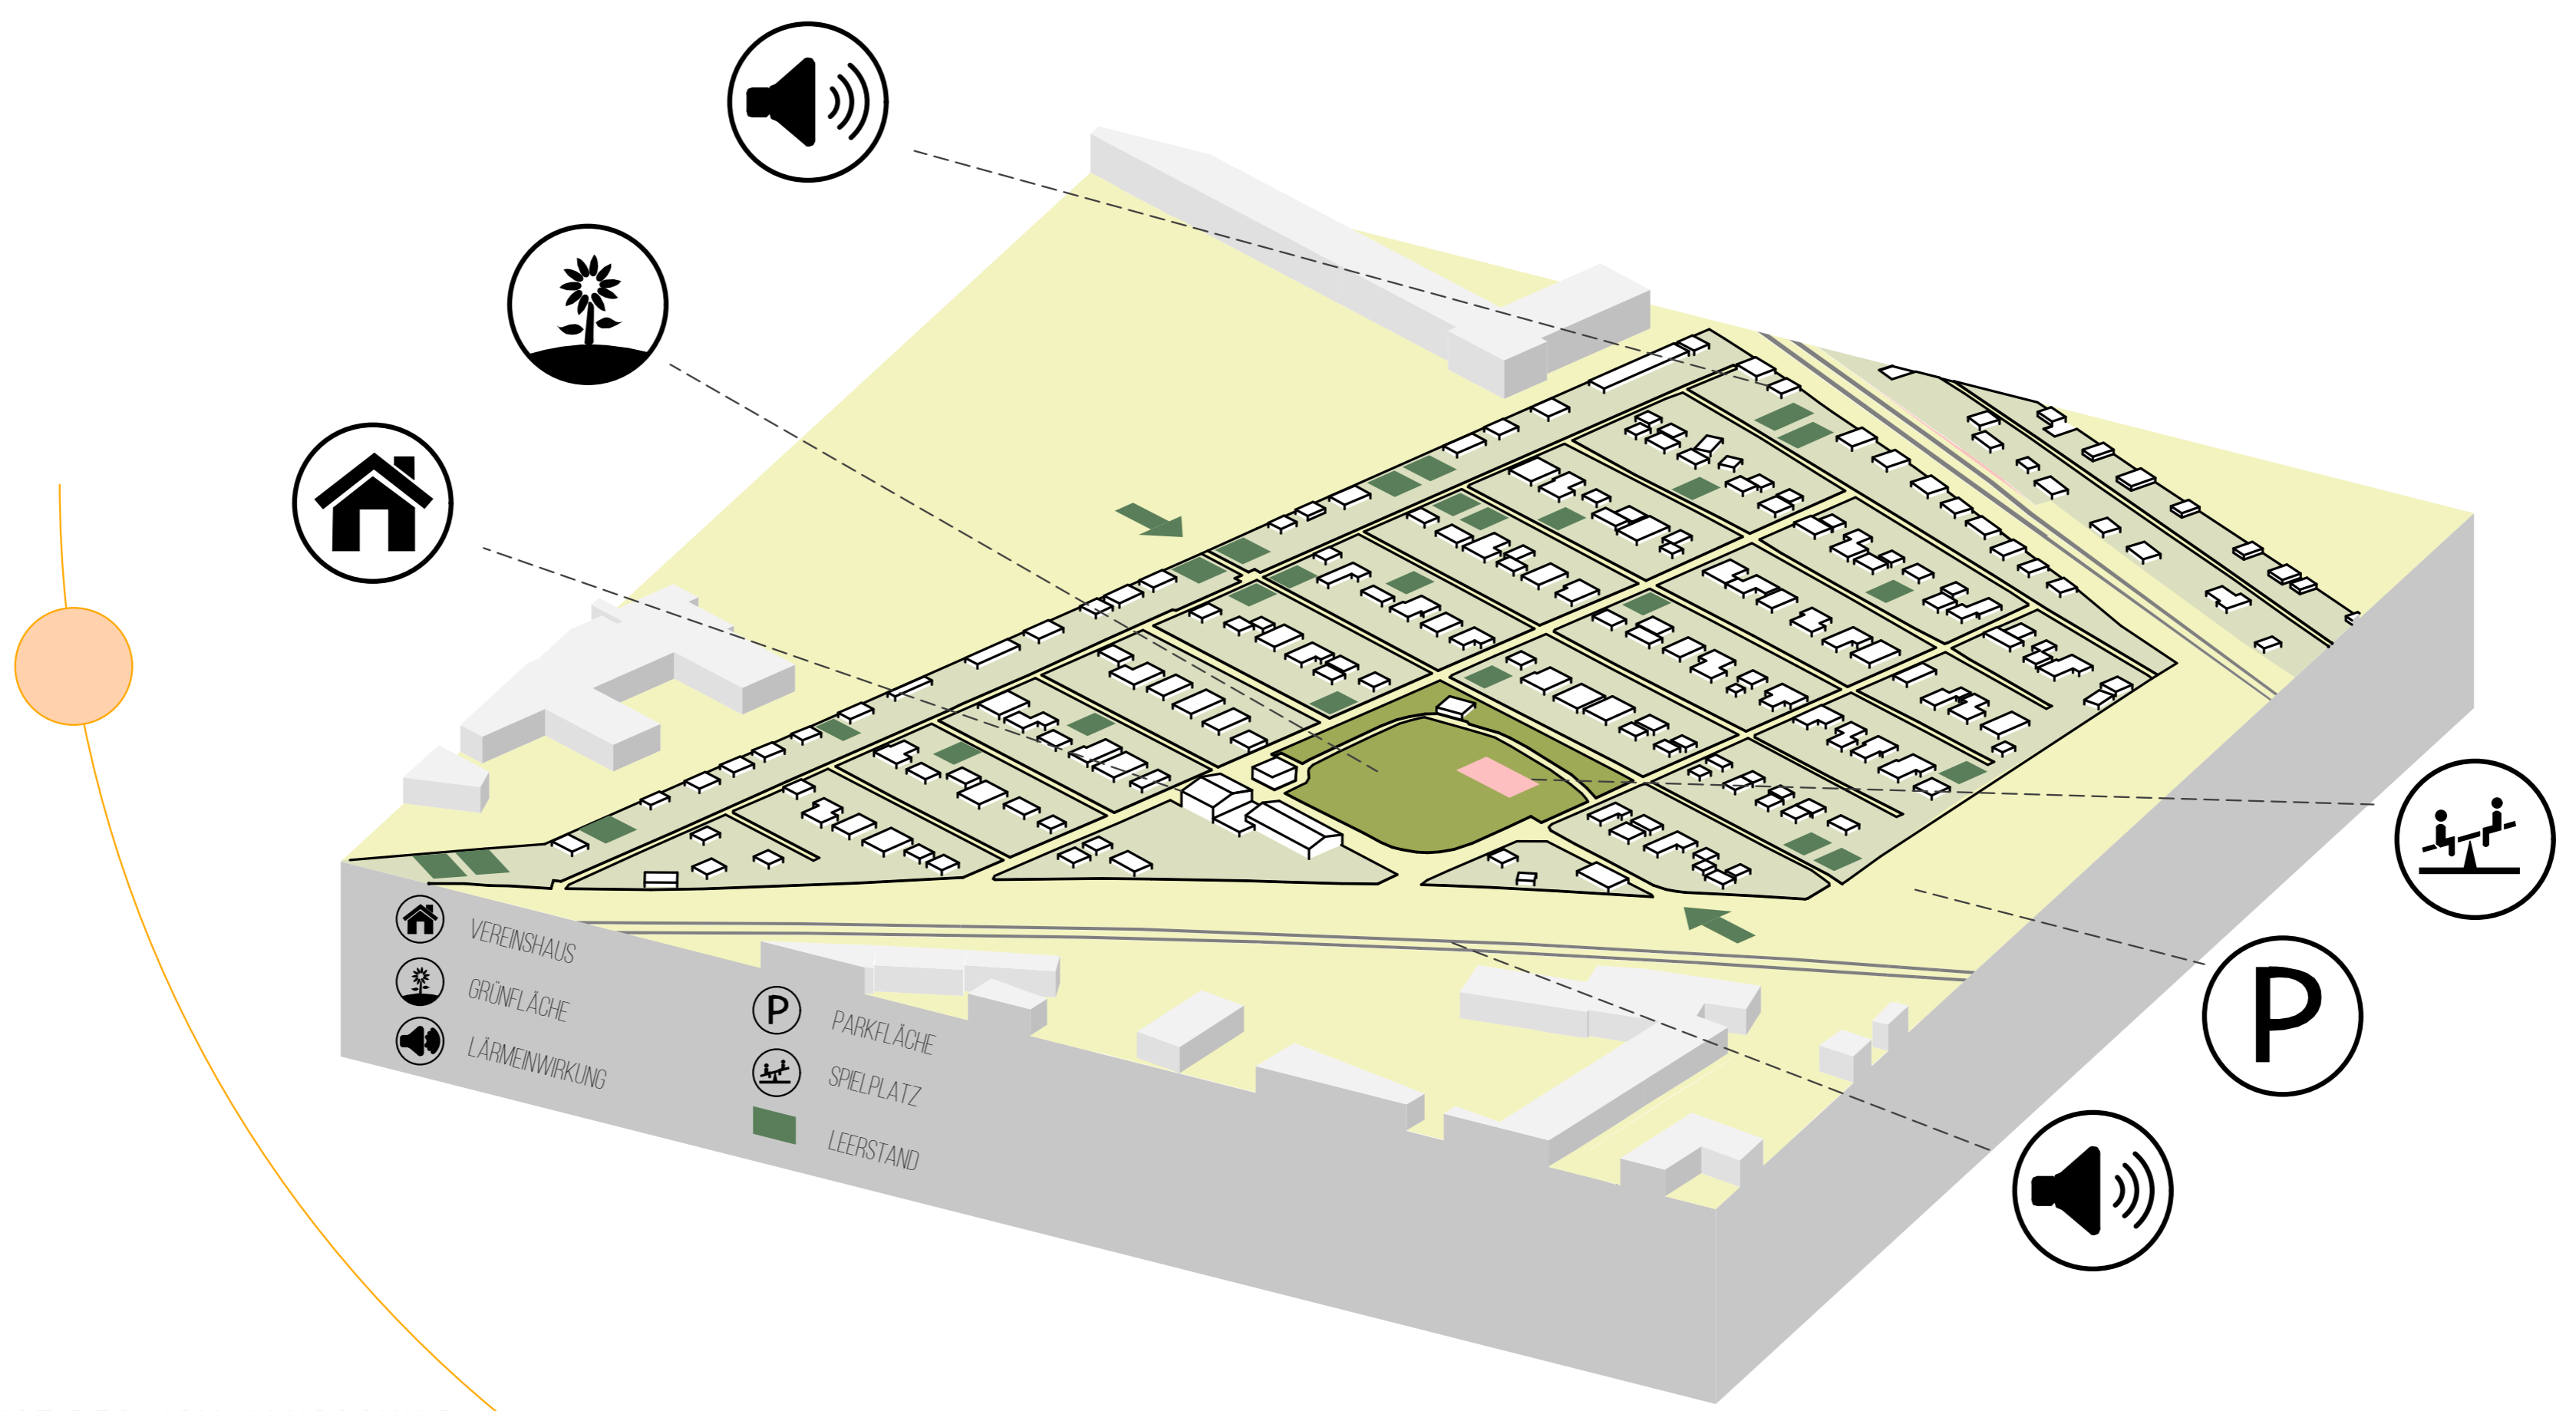 VEREINSHAUS
GRÜNFLÄCHE
LÄRMEINWIRKUNG
P
PARKFLÄCHE
SPIELPLATZ
LEERSTAND
P